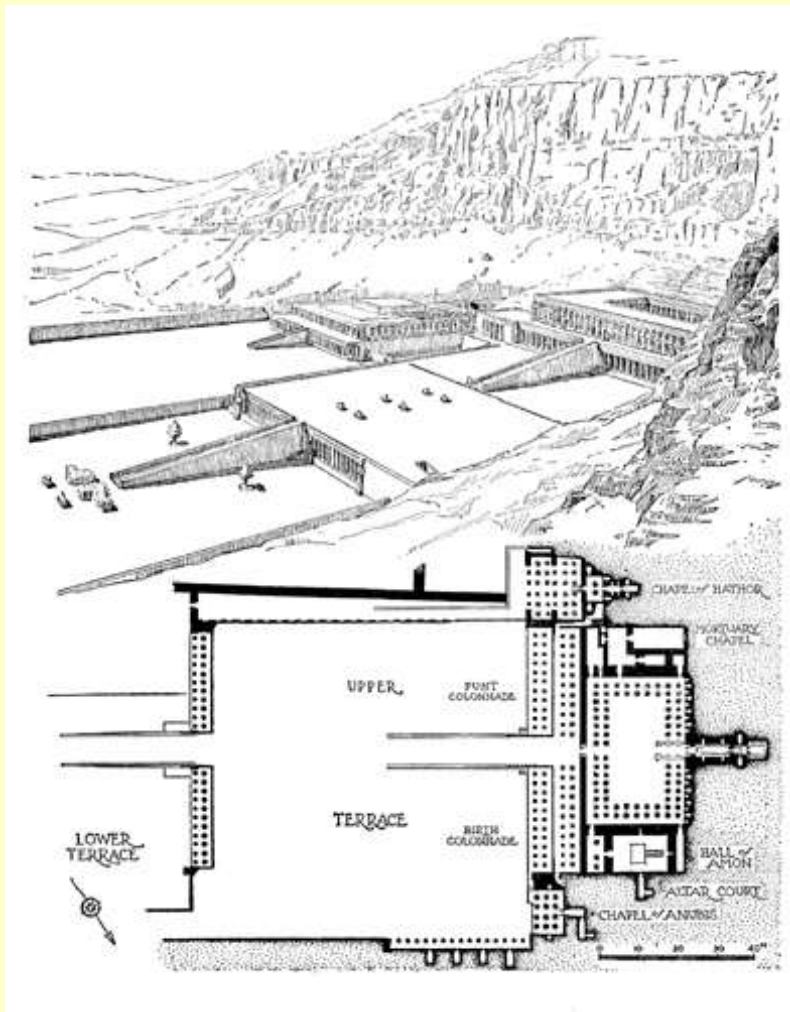 CHAPEL of HATHOR
MORTUARY
CHAPEL
UPPER
PUNT
COLONNADE
TERRACE
BIRTH
COLONNADE
LOWER
TERRACE
HALL of
AMON
ALTAR COURT
CHAPEL of ANUBIS
0 10 20 30 40M